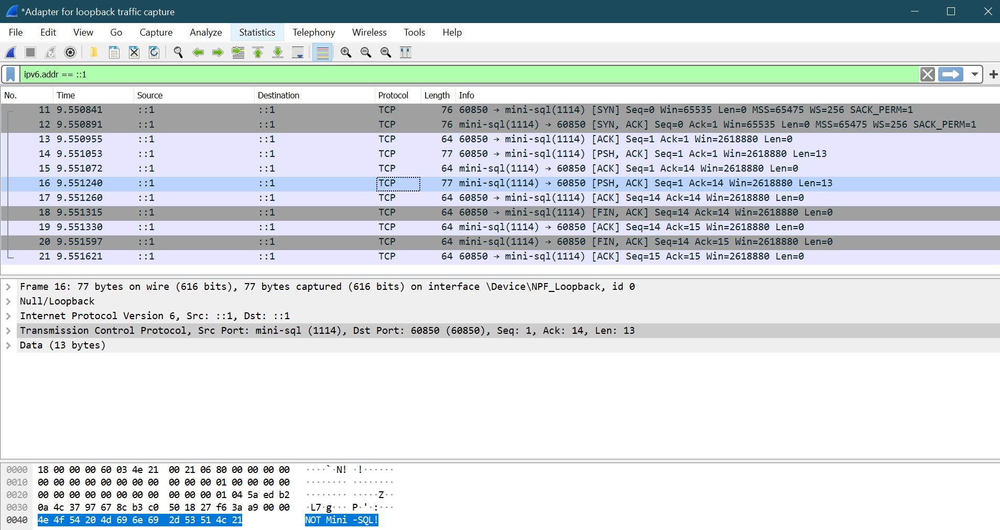 *Adapter for loopback traffic capture
File Edit View Go Capture Analyze Statistics Telephony Wireless Tools Help
ipv6.addr == ::1
No. Time Source Destination Protocol Length Info
11 9.550841 ::1 ::1 TCP 76 60850 → mini-sql(1114) [SYN] Seq=0 Win=65535 Len=0 MSS=65475 WS=256 SACK_PERM=1
12 9.550891 ::1 ::1 TCP 76 mini-sql(1114) → 60850 [SYN, ACK] Seq=0 Ack=1 Win=65535 Len=0 MSS=65475 WS=256 SACK_PERM=1
13 9.550955 ::1 ::1 TCP 64 60850 → mini-sql(1114) [ACK] Seq=1 Ack=1 Win=2618880 Len=0
14 9.551053 ::1 ::1 TCP 77 60850 → mini-sql(1114) [PSH, ACK] Seq=1 Ack=1 Win=2618880 Len=13
15 9.551072 ::1 ::1 TCP 64 mini-sql(1114) → 60850 [ACK] Seq=1 Ack=14 Win=2618880 Len=0
16 9.551240 ::1 ::1 TCP 77 mini-sql(1114) → 60850 [PSH, ACK] Seq=1 Ack=14 Win=2618880 Len=13
17 9.551260 ::1 ::1 TCP 64 60850 → mini-sql(1114) [ACK] Seq=14 Ack=14 Win=2618880 Len=0
18 9.551315 ::1 ::1 TCP 64 60850 → mini-sql(1114) [FIN, ACK] Seq=14 Ack=14 Win=2618880 Len=0
19 9.551330 ::1 ::1 TCP 64 mini-sql(1114) → 60850 [ACK] Seq=14 Ack=15 Win=2618880 Len=0
20 9.551597 ::1 ::1 TCP 64 mini-sql(1114) → 60850 [FIN, ACK] Seq=14 Ack=15 Win=2618880 Len=0
21 9.551621 ::1 ::1 TCP 64 60850 → mini-sql(1114) [ACK] Seq=15 Ack=15 Win=2618880 Len=0
Frame 16: 77 bytes on wire (616 bits), 77 bytes captured (616 bits) on interface \Device\NPF_Loopback, id 0
Null/Loopback
Internet Protocol Version 6, Src: ::1, Dst: ::1
Transmission Control Protocol, Src Port: mini-sql (1114), Dst Port: 60850 (60850), Seq: 1, Ack: 14, Len: 13
Data (13 bytes)
0000 18 00 00 00 60 03 4e 21 00 21 06 80 00 00 00 00 ····`·N! ·!······
0010 00 00 00 00 00 00 00 00 00 00 00 01 00 00 00 00 ········ ········
0020 00 00 00 00 00 00 00 00 00 00 00 01 04 5a ed b2 ········ ·····Z··
0030 0a 4c 37 97 67 8c b3 c0 50 18 27 f6 3a a9 00 00 ·L7·g··· P·'·:···
0040 4e 4f 54 20 4d 69 6e 69 2d 53 51 4c 21 NOT Mini -SQL!